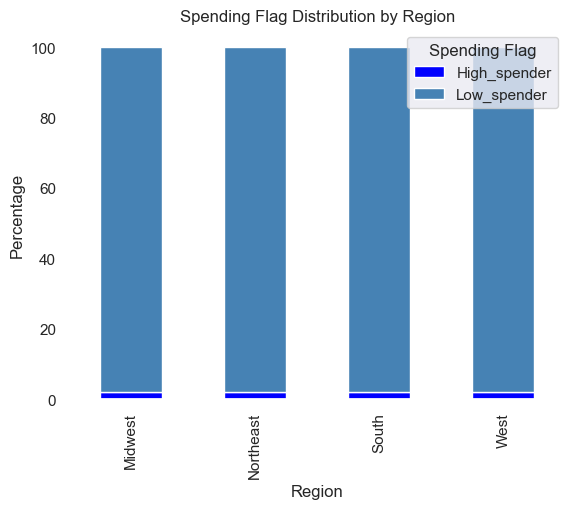 Spending Flag Distribution by Region
Spending Flag
High_spender
Low_spender
100
80
60
40
20
0
Percentage
Midwest
Northeast
South
West
Region